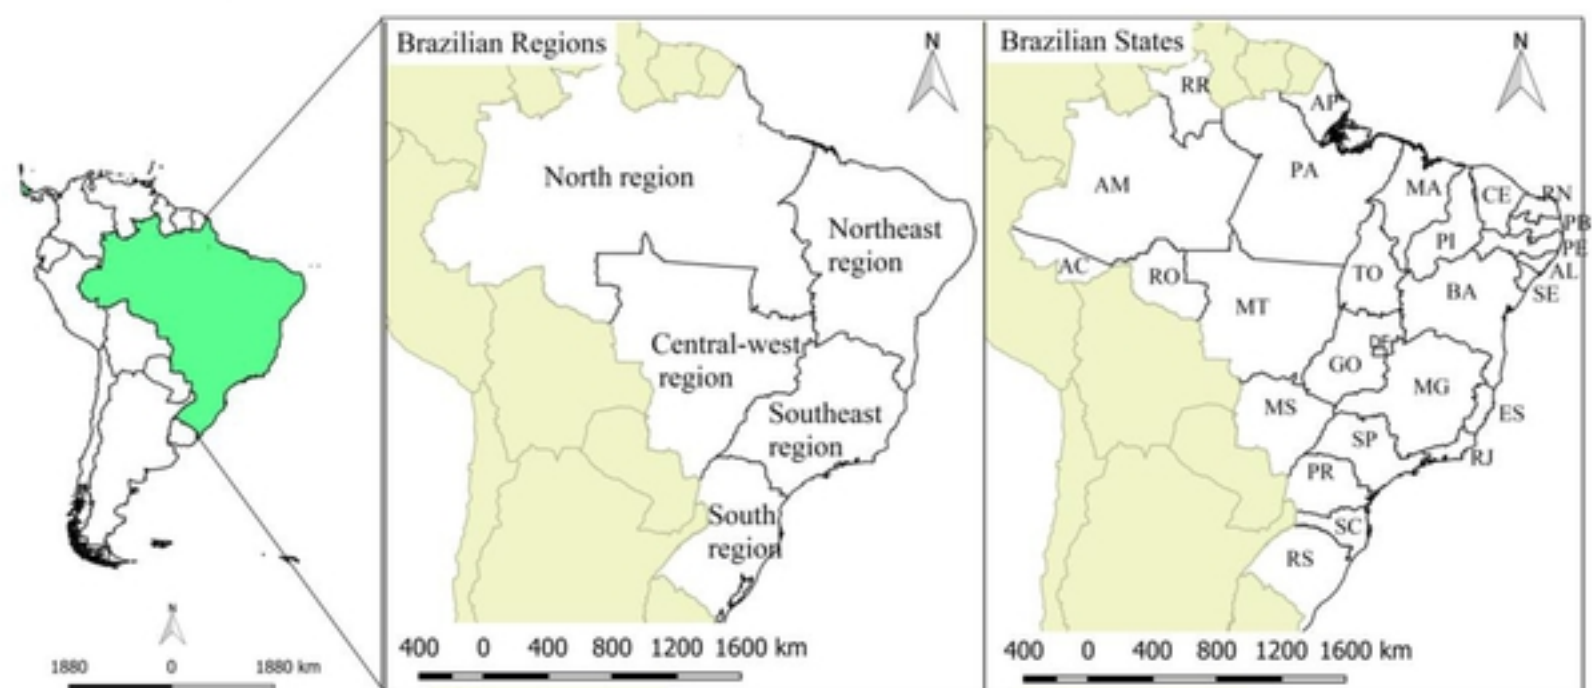 N
1880 0 1880 km
Brazilian Regions
N
North region
Northeast
region
Central-west
region
Southeast
region
South
region
400 0 400 800 1200 1600 km
Brazilian States
N
RR
AP
AM
PA
MA
CE
RN
PB
PI
PE
AC
RO
TO
AL
MT
BA
SE
DF
GO
MG
MS
ES
SP
RJ
PR
SC
RS
400 0 400 800 1200 1600 km